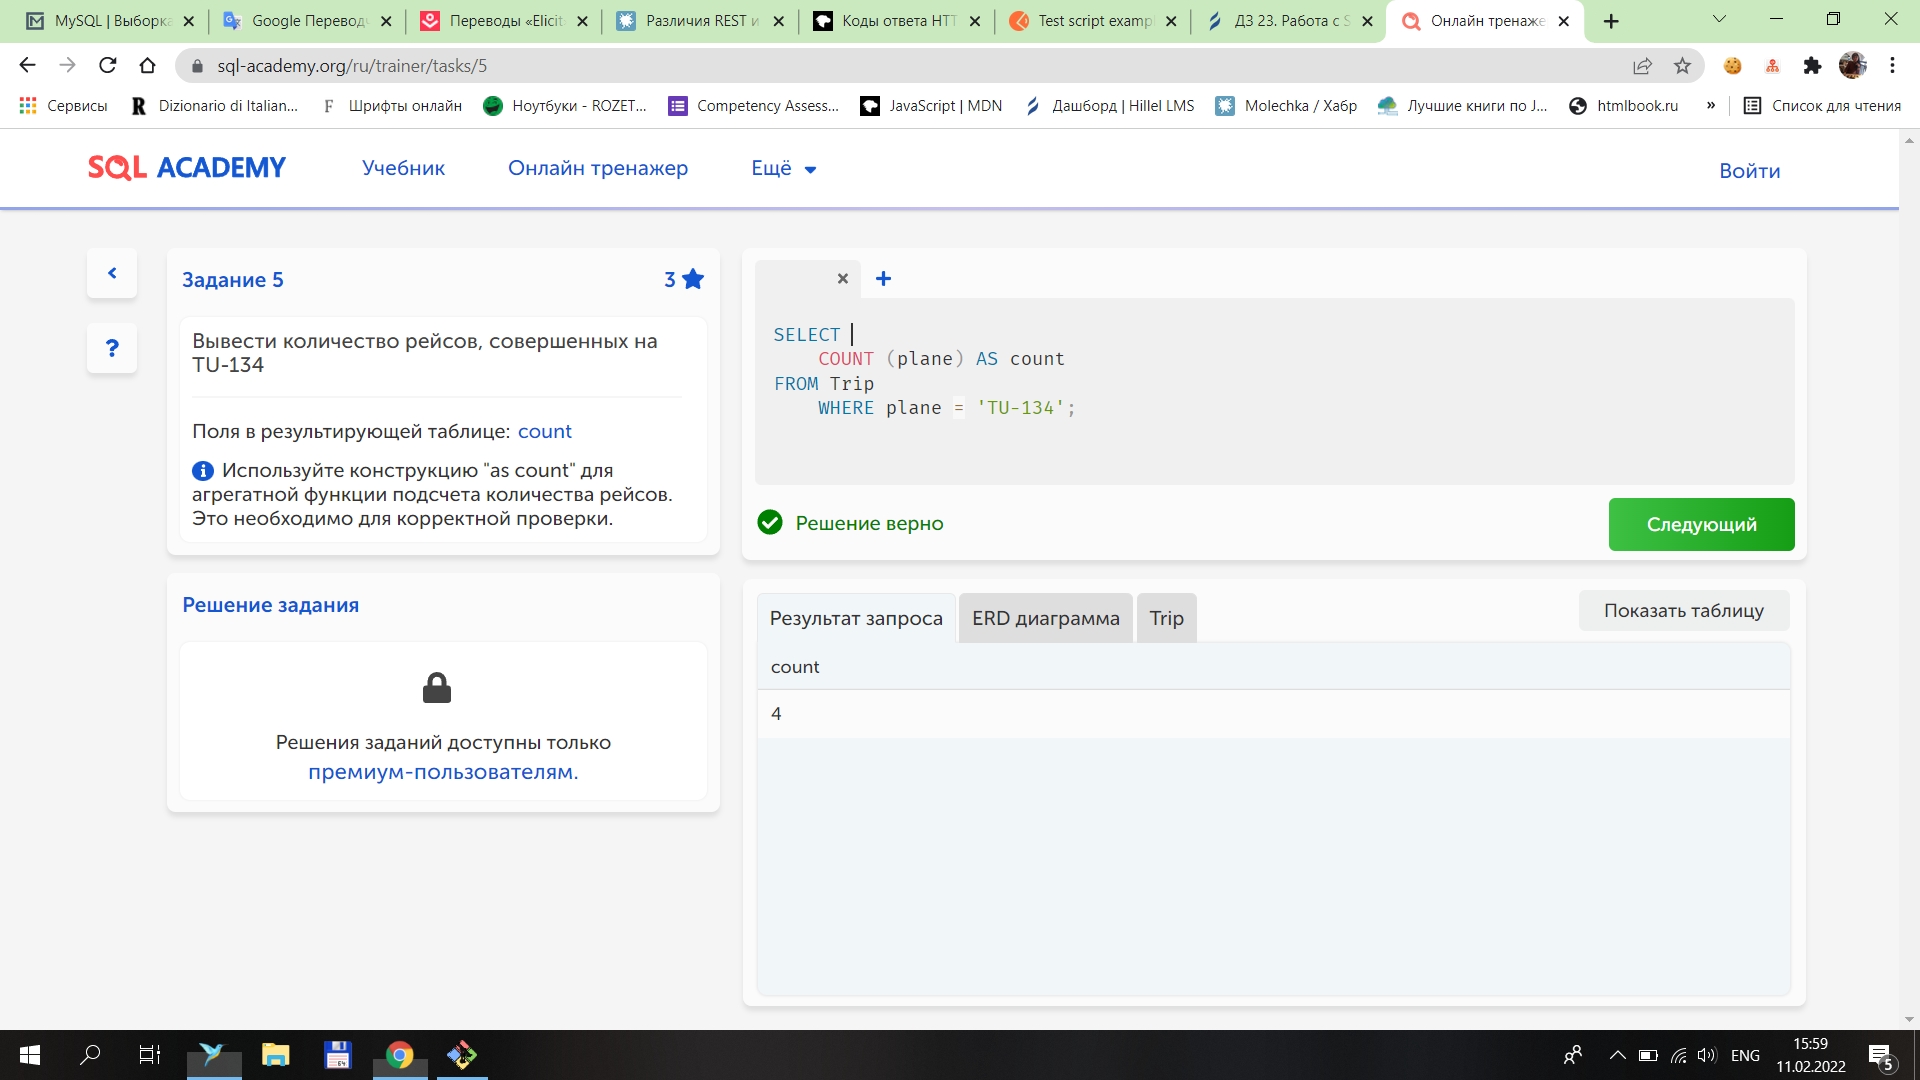 MySQL | Выборка
Google Переводч
Переводы «Elicit
Различия REST и
Коды ответа HTT
Test script exampl
ДЗ 23. Работа с S
Онлайн тренаже
sql-academy.org/ru/trainer/tasks/5
Сервисы
Dizionario di Italian...
Шрифты онлайн
Ноутбуки - ROZET...
Competency Assess...
JavaScript | MDN
Дашборд | Hillel LMS
Molechka / Хабр
Лучшие книги по J...
htmlbook.ru
»
Список для чтения
SQL ACADEMY
Учебник
Онлайн тренажер
Ещё
Войти
Задание 5
3
Вывести количество рейсов, совершенных на
TU-134
Поля в результирующей таблице: count
Используйте конструкцию "as count" для
агрегатной функции подсчета количества рейсов.
Это необходимо для корректной проверки.
?
Решение задания
Решения заданий доступны только
премиум-пользователям.
SELECT
COUNT (plane) AS count
FROM Trip
WHERE plane = 'TU-134';
Решение верно
Следующий
Результат запроса
ERD диаграмма
Trip
Показать таблицу
count
4
64
ENG
15:59
11.02.2022
5